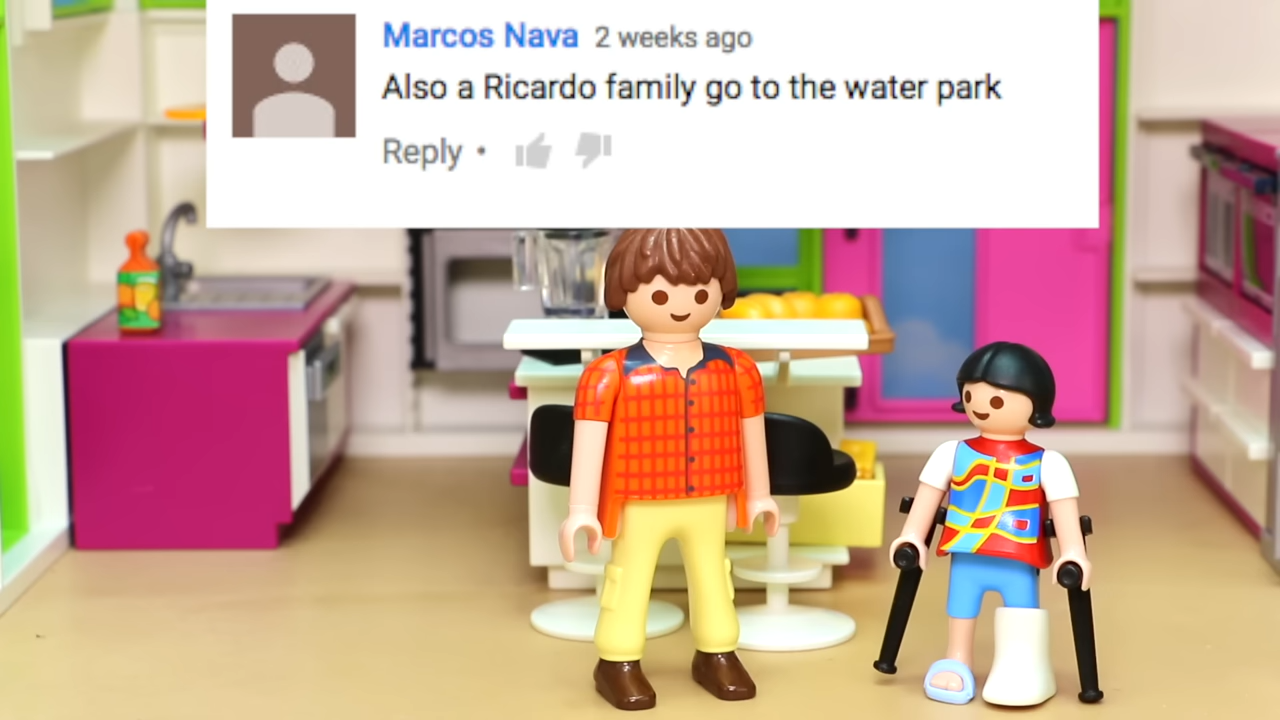 Marcos Nava 2 weeks ago
Also a Ricardo family go to the water park
Reply •